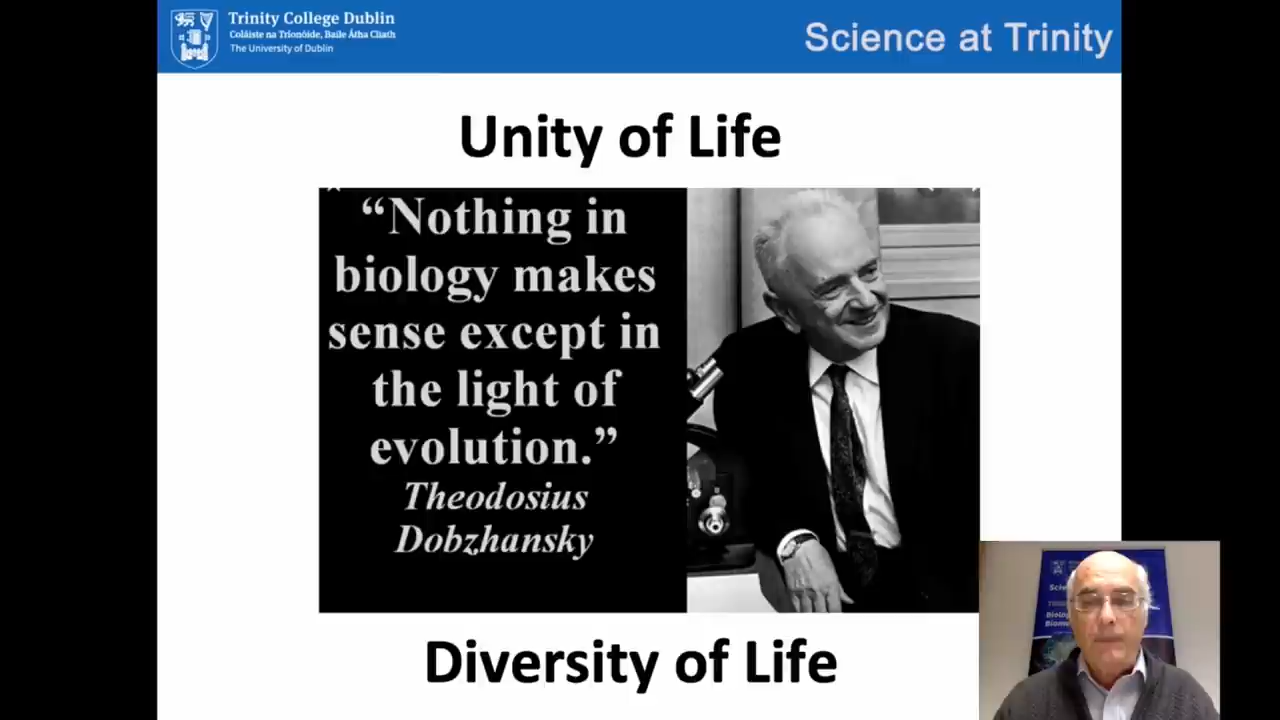 Trinity College Dublin
Coláiste na Tríonóide, Baile Átha Cliath
The University of Dublin
Science at Trinity
Unity of Life
“Nothing in
biology makes
sense except in
the light of
evolution.”
Theodosius
Dobzhansky
Diversity of Life